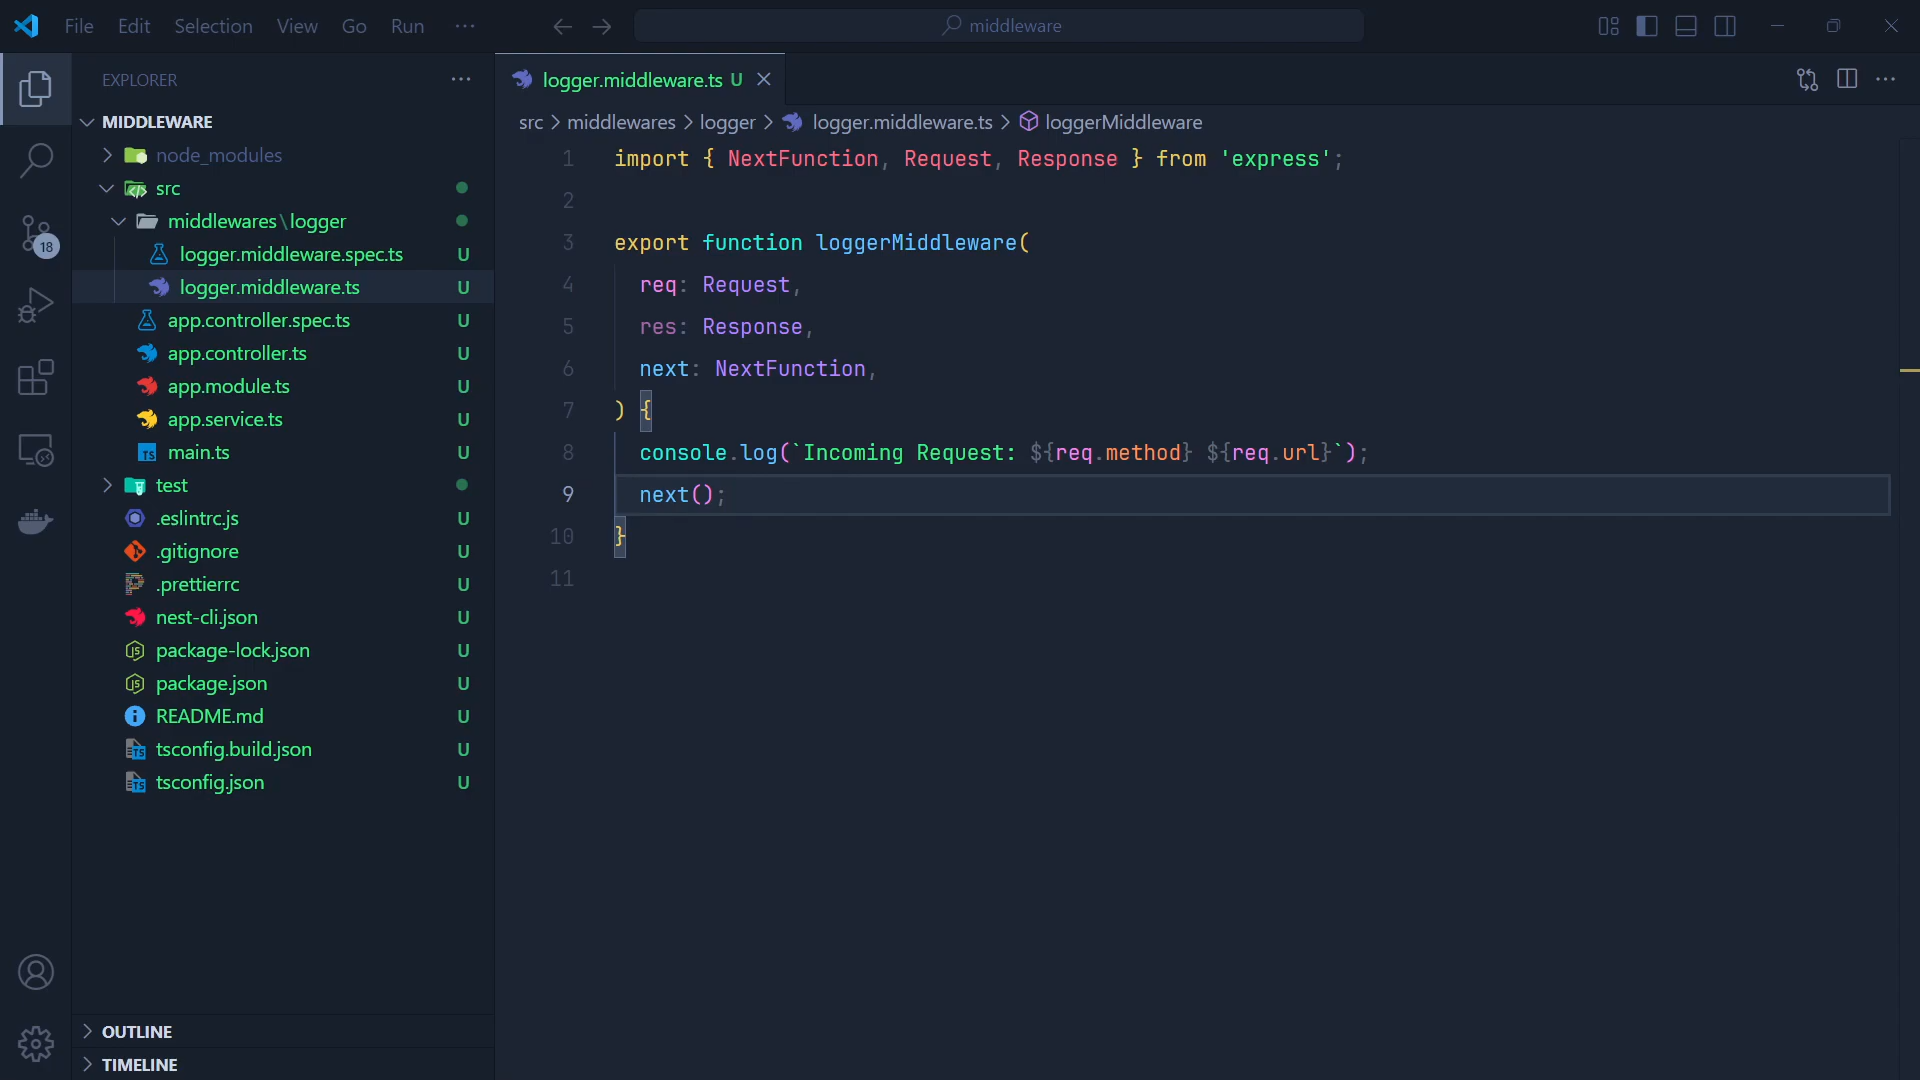 File Edit Selection View Go Run ··· middleware
EXPLORER ···
MIDDLEWARE
node_modules
src
middlewares\logger
logger.middleware.spec.ts U
logger.middleware.ts U
app.controller.spec.ts U
app.controller.ts U
app.module.ts U
app.service.ts U
main.ts U
test
.eslintrc.js U
.gitignore U
.prettierrc U
nest-cli.json U
package-lock.json U
package.json U
README.md U
tsconfig.build.json U
tsconfig.json U
OUTLINE
TIMELINE
18
logger.middleware.ts U
src > middlewares > logger > logger.middleware.ts > loggerMiddleware
1 import { NextFunction, Request, Response } from 'express';
2
3 export function loggerMiddleware(
4 req: Request,
5 res: Response,
6 next: NextFunction,
7 ) {
8 console.log(`Incoming Request: ${req.method} ${req.url}`);
9 next();
10 }
11